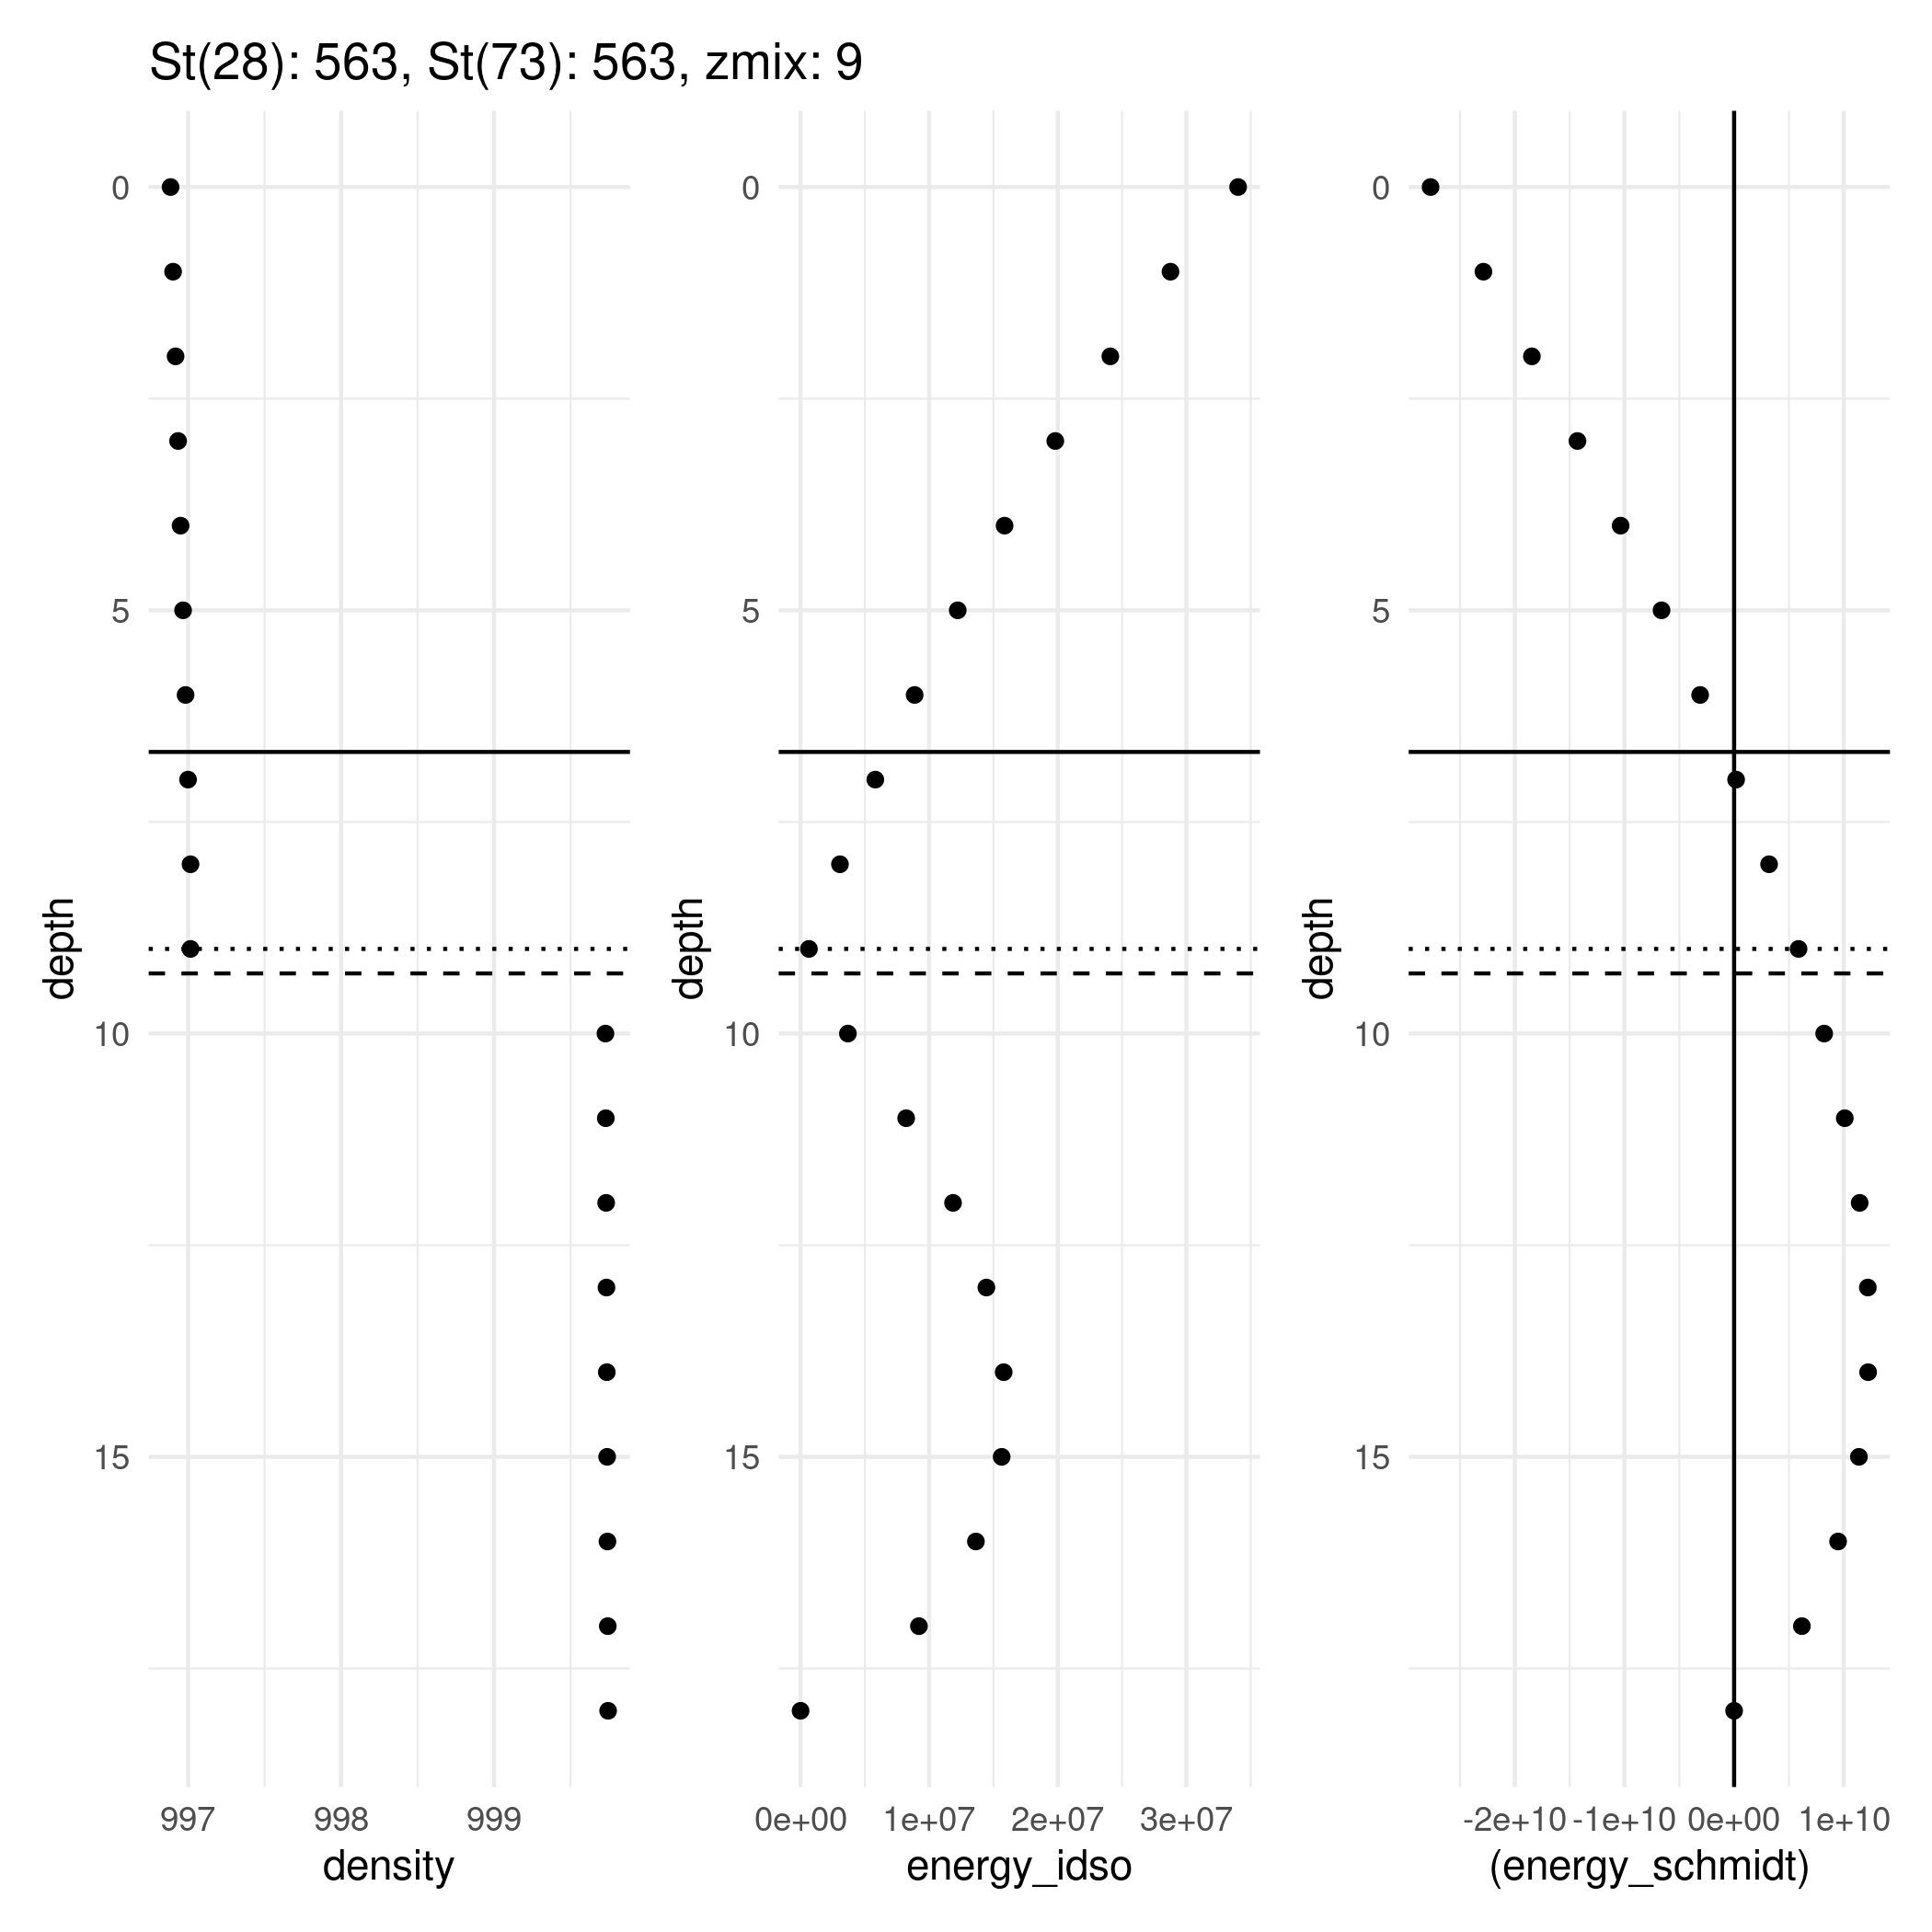 St(28): 563, St(73): 563, zmix: 9
0
5
10
15
depth
997 998 999
density
0
5
10
15
depth
0e+00 1e+07 2e+07 3e+07
energy_idso
0
5
10
15
depth
-2e+10 -1e+10 0e+00 1e+10
(energy_schmidt)